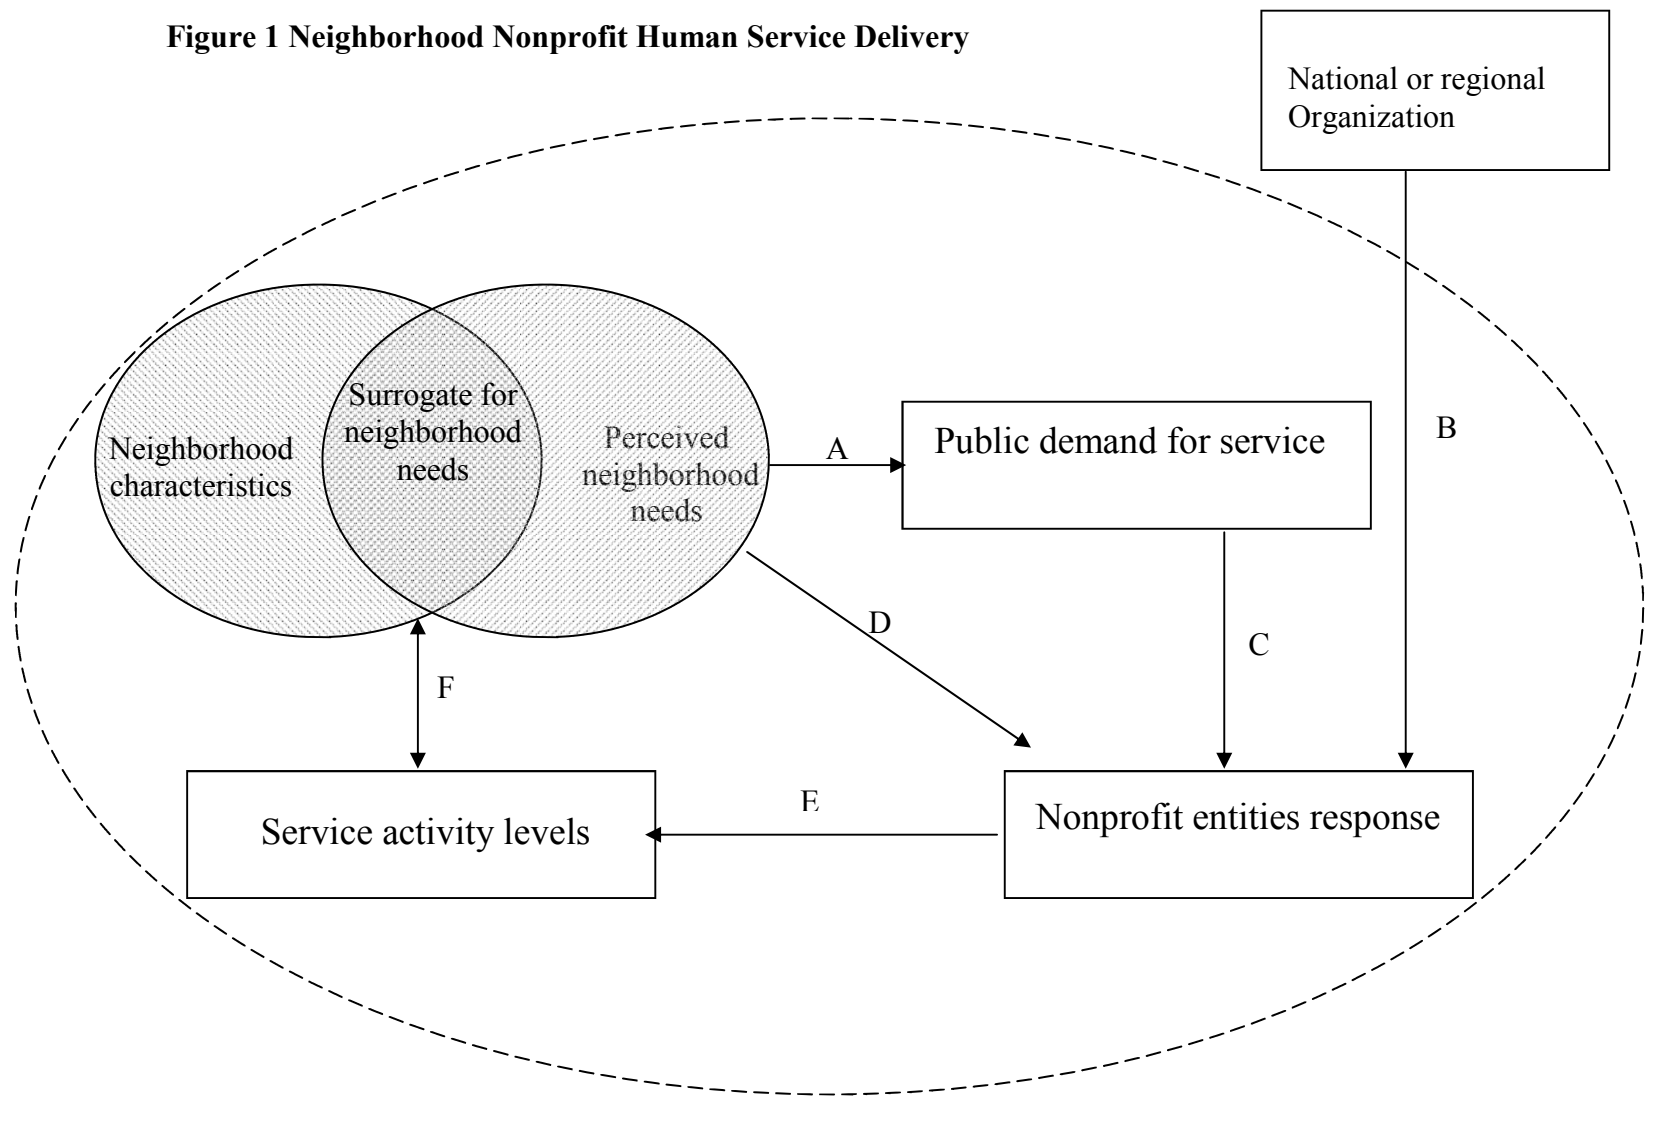 Figure 1 Neighborhood Nonprofit Human Service Delivery
National or regional
Organization
Surrogate for
neighborhood
needs
Neighborhood
characteristics
Perceived
neighborhood
needs
A
Public demand for service
B
D
C
F
E
Service activity levels
Nonprofit entities response